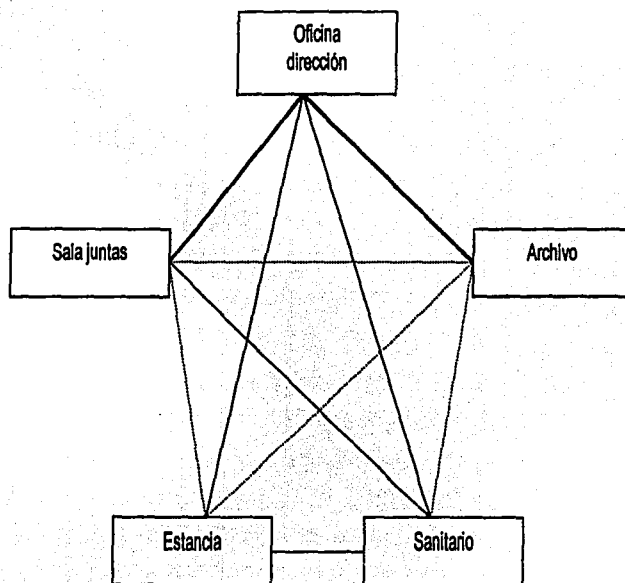 Oficina
dirección
Sala juntas
Archivo
Estancia
Sanitario